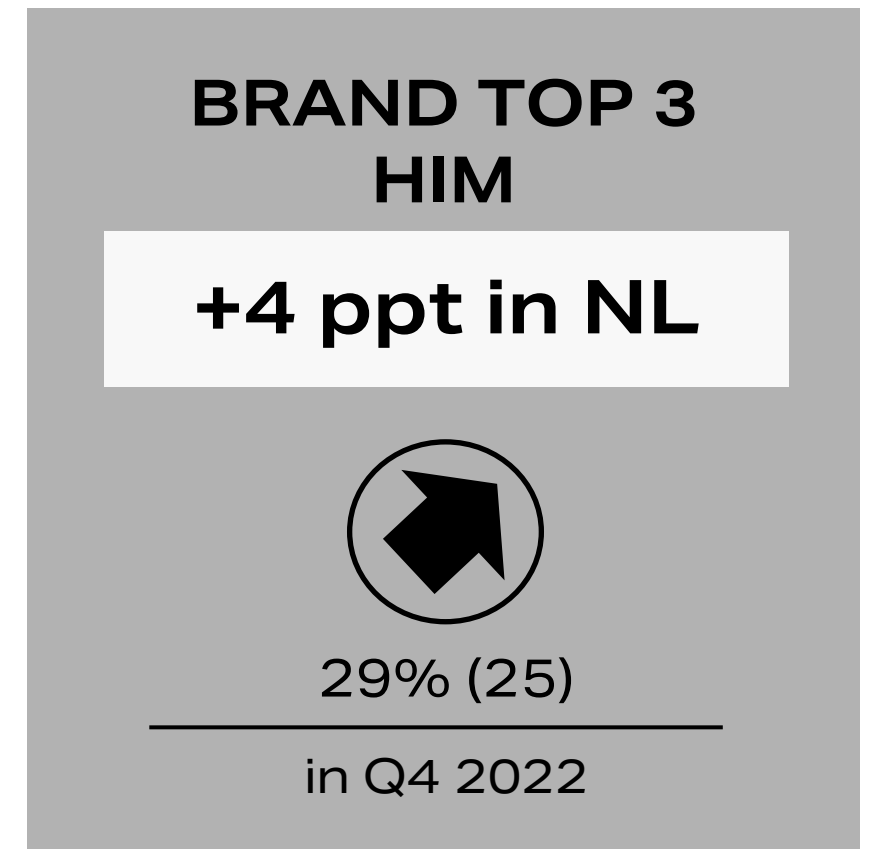 BRAND TOP 3
HIM
+4 ppt in NL
29% (25)
in Q4 2022